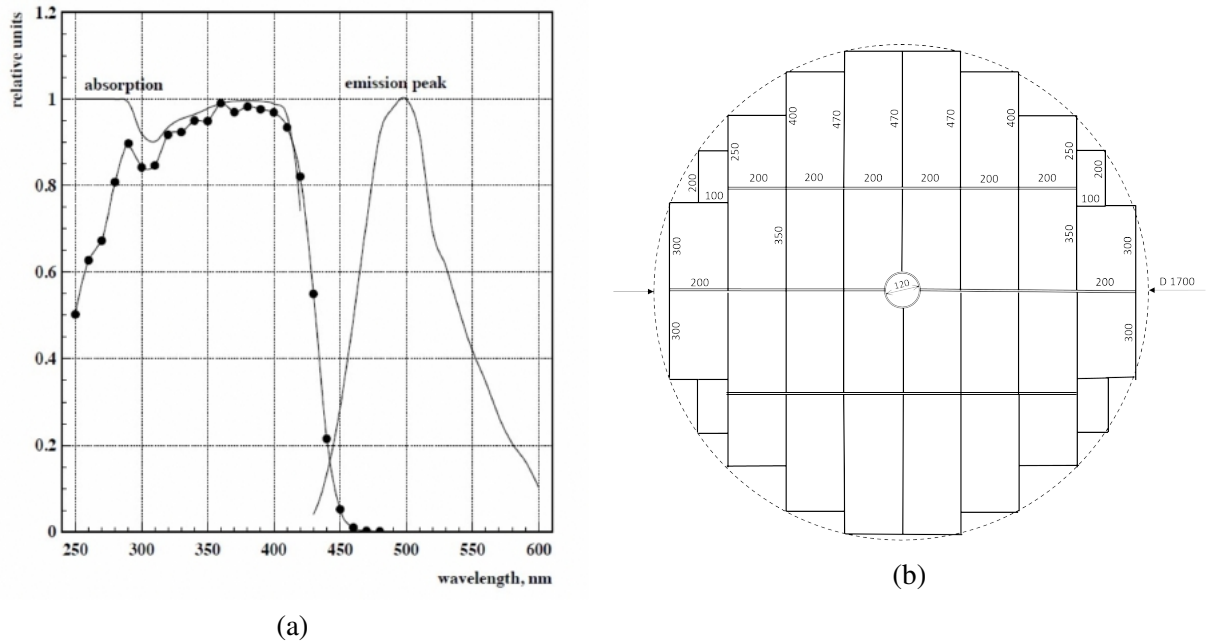 relative units
1.2
1
0.8
0.6
0.4
0.2
0
absorption
emission peak
250 300 350 400 450 500 550 600
wavelength, nm
(a)
470 470 470
400 400
250 250
200 200
200 200 200 200 200 200
100 100
300 350 350 300
200 120 200 D 1700
300 300
(b)